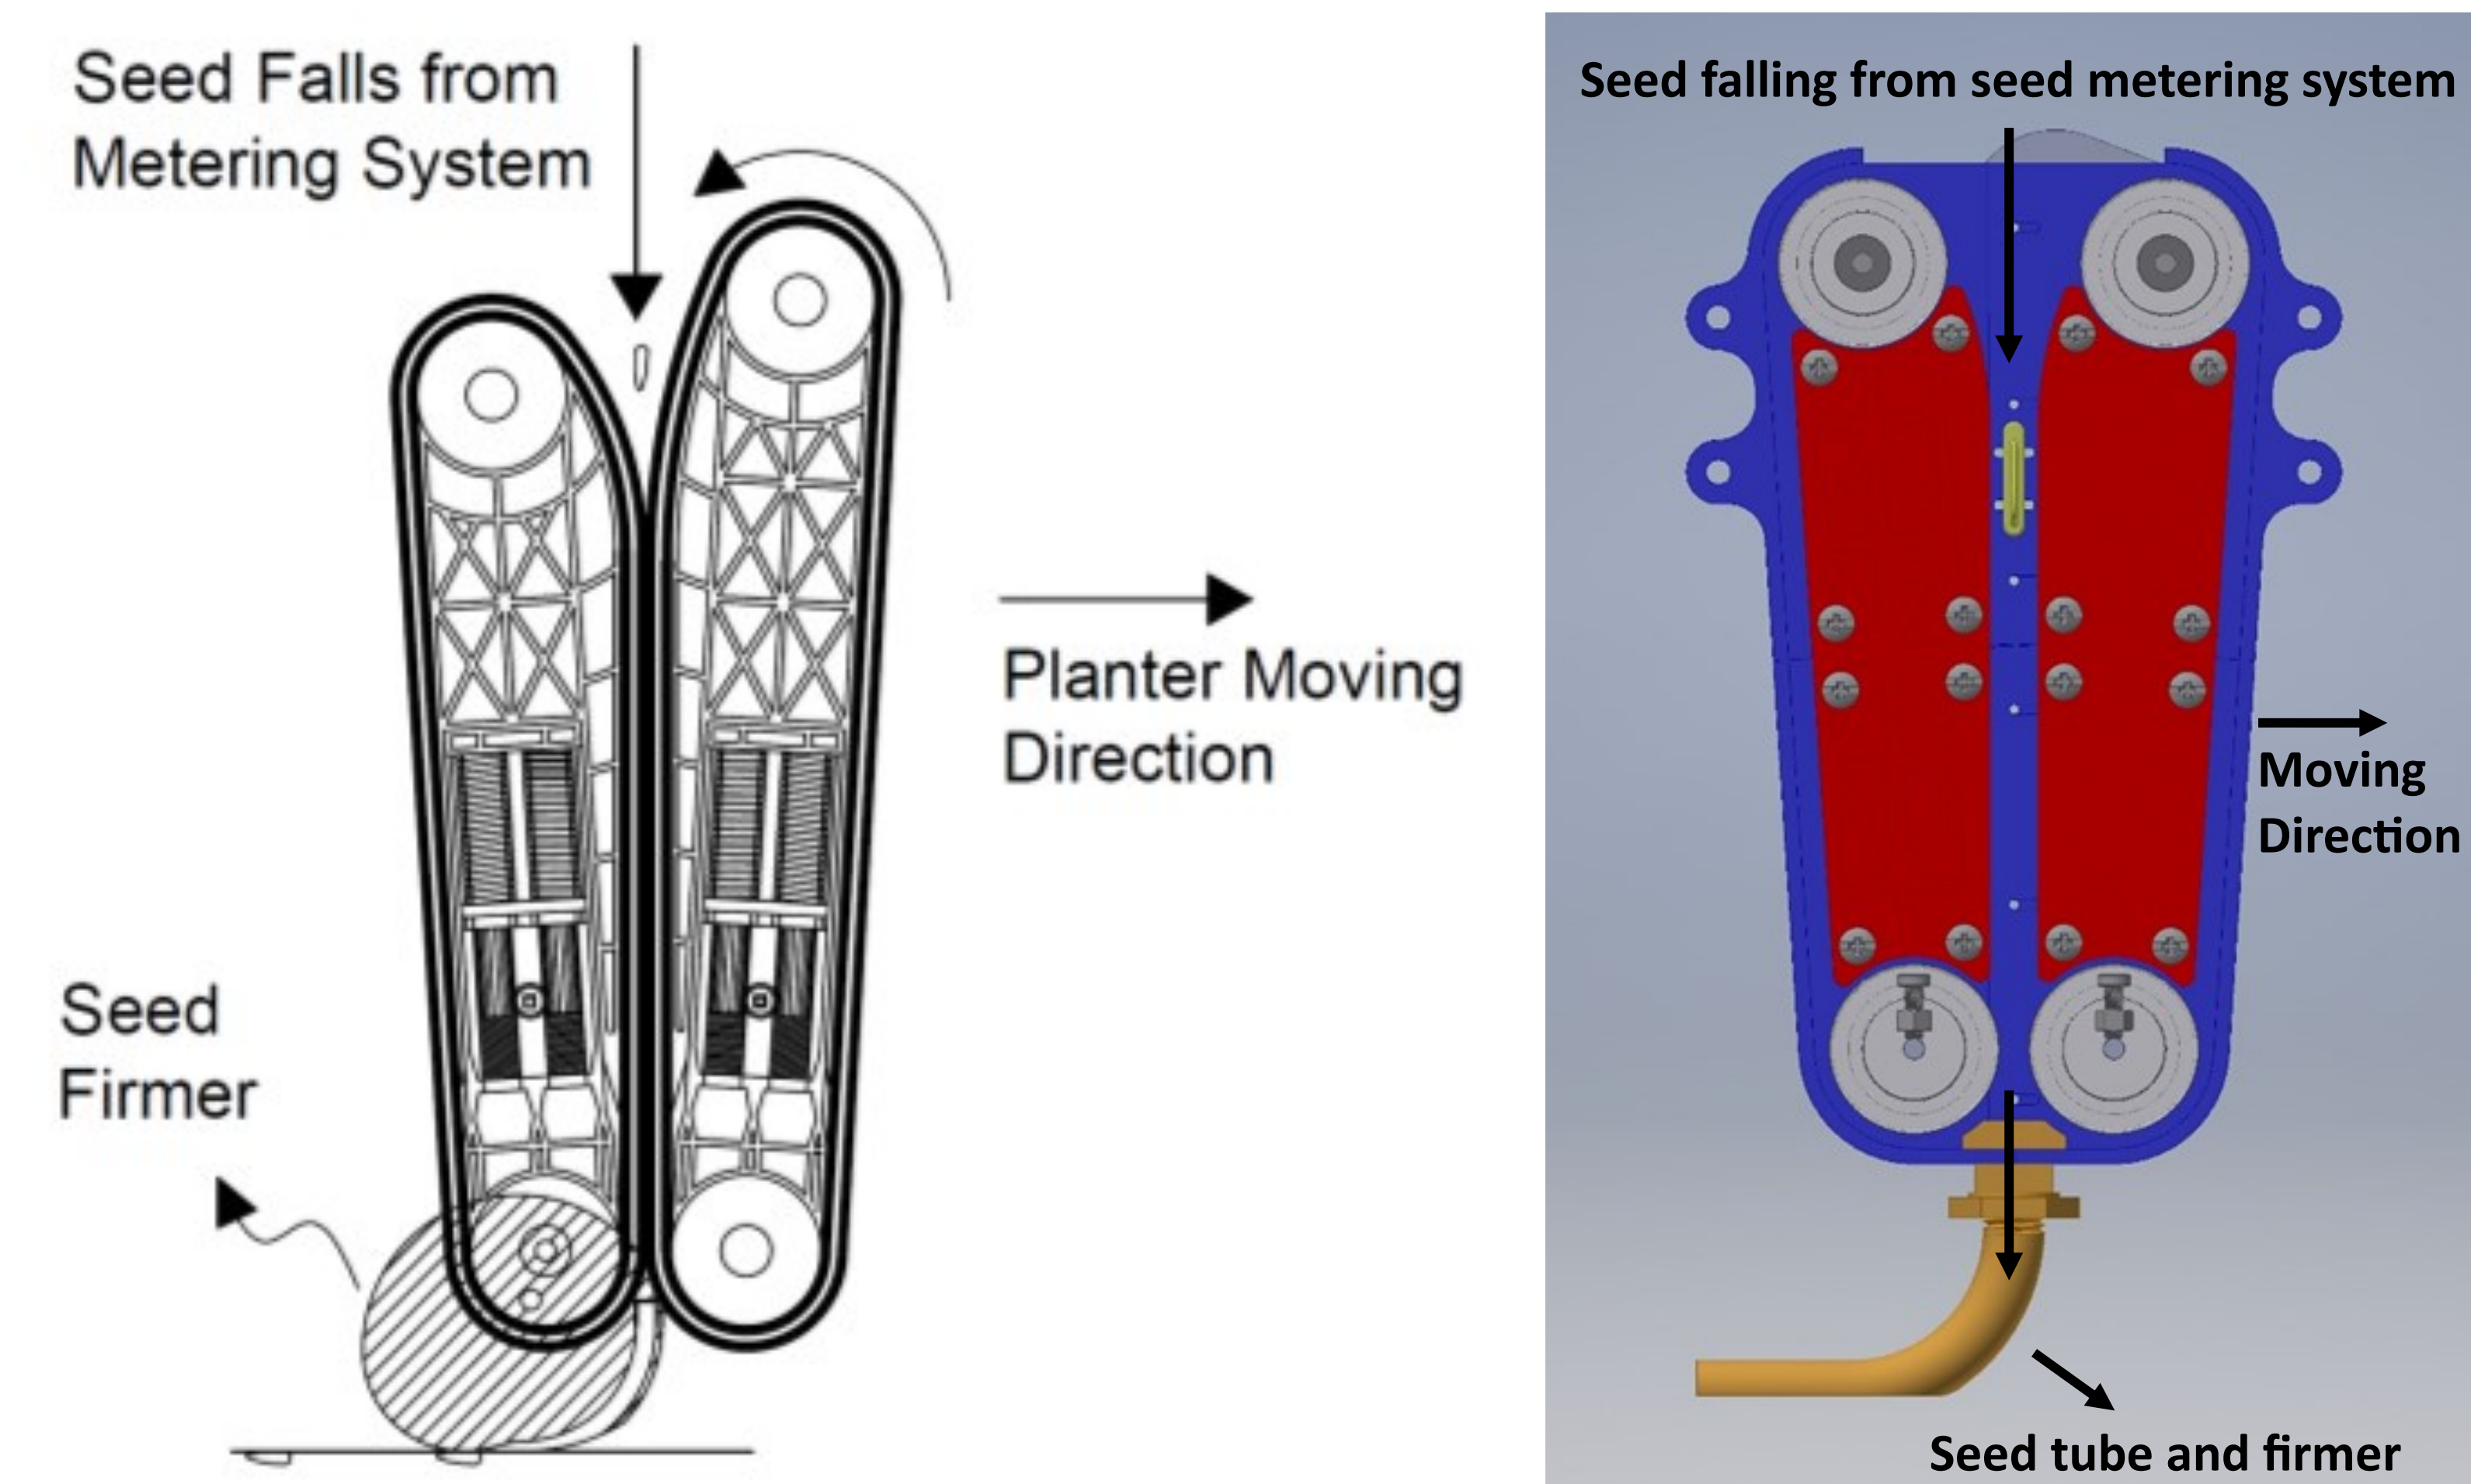 Seed Falls from
Metering System
Planter Moving
Direction
Seed
Firmer
Seed falling from seed metering system
Moving
Direction
Seed tube and firmer